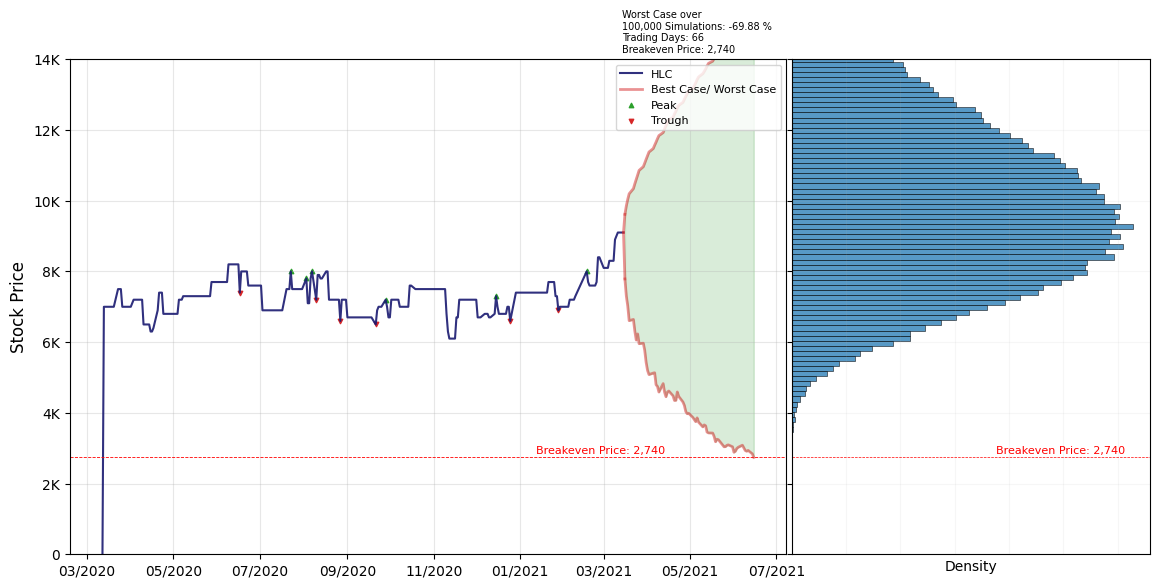 Worst Case over
100,000 Simulations: -69.88 %
Trading Days: 66
Breakeven Price: 2,740
HLC
Best Case/ Worst Case
Peak
Trough
14K
12K
10K
8K
6K
4K
2K
0
Stock Price
Breakeven Price: 2,740
Breakeven Price: 2,740
03/2020 05/2020 07/2020 09/2020 11/2020 01/2021 03/2021 05/2021 07/2021
Density